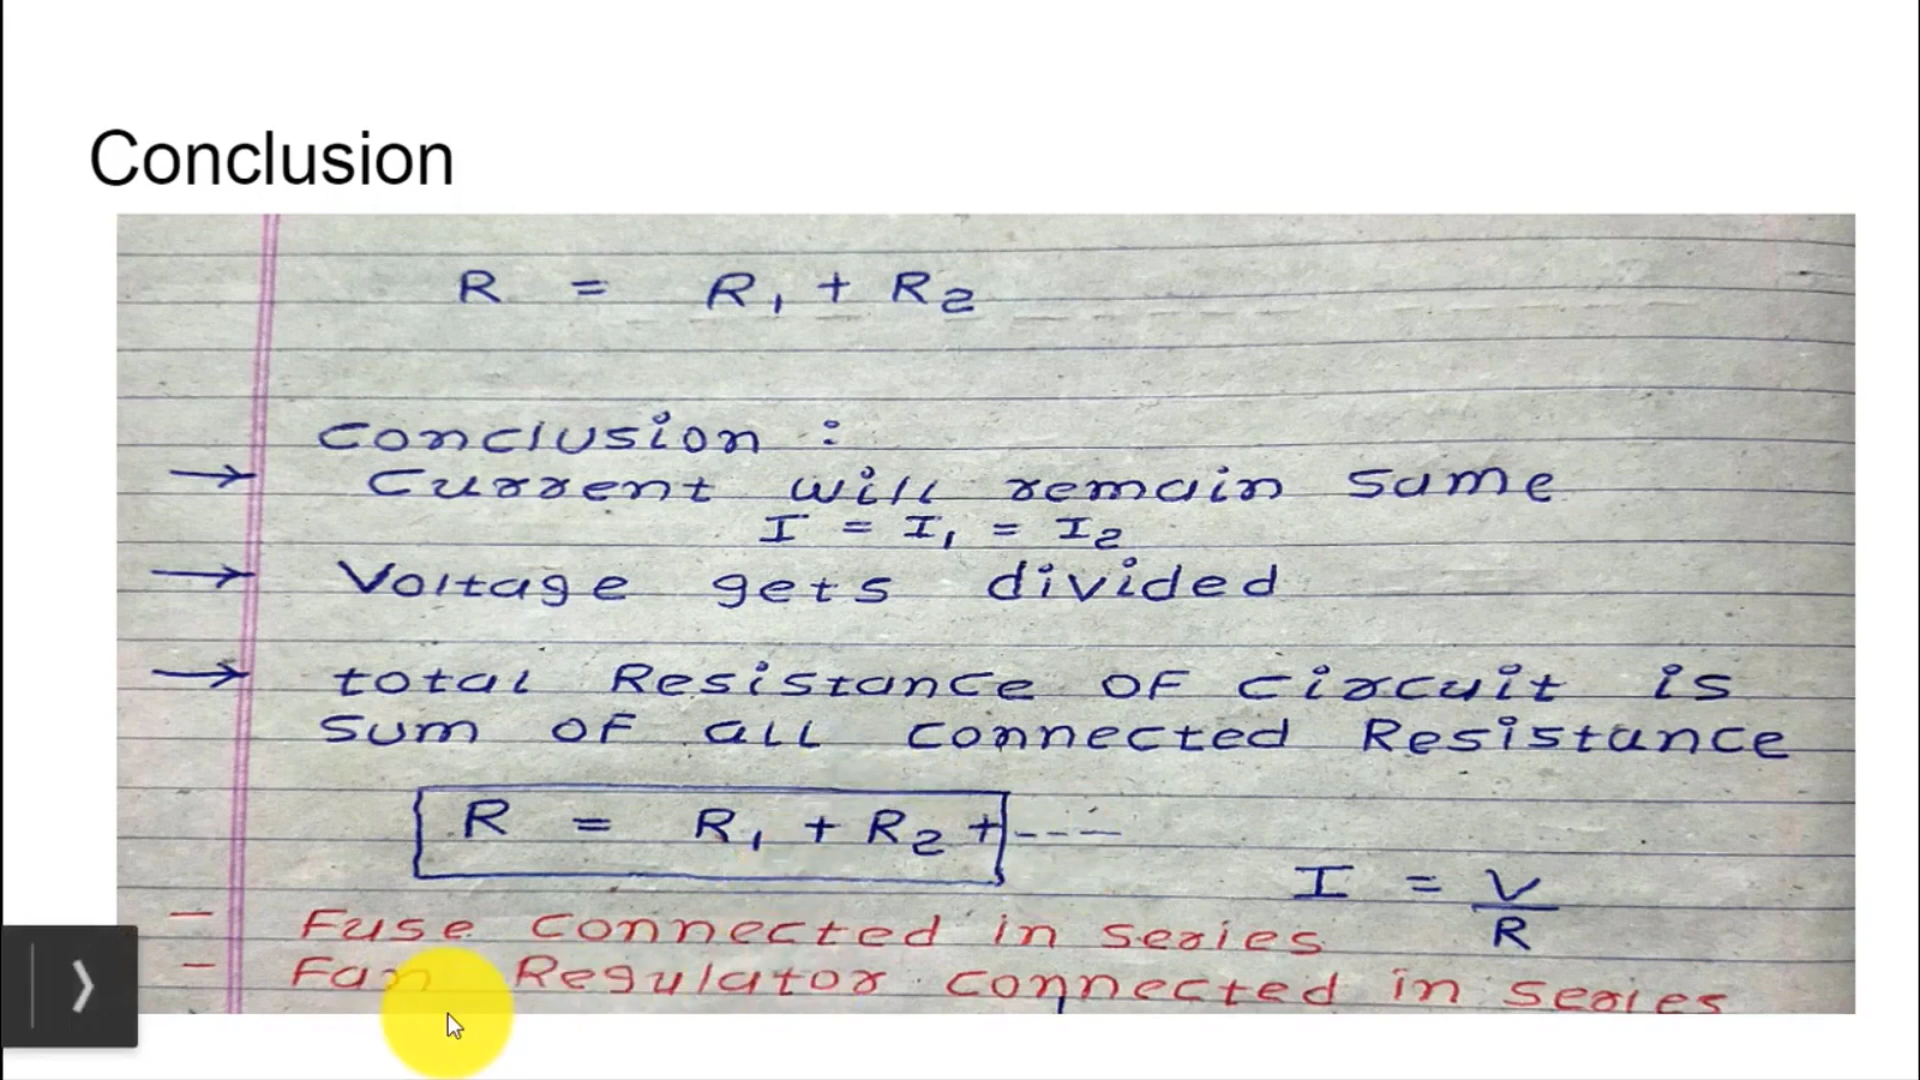 Conclusion
R = R1 + R2
Conclusion :
→ Current will remain same
I = I1 = I2
→ Voltage gets divided
→ total Resistance of circuit is
sum of all connected Resistance
R = R1 + R2 + ----
I = V/R
- Fuse connected in series
- Fan Regulator connected in series